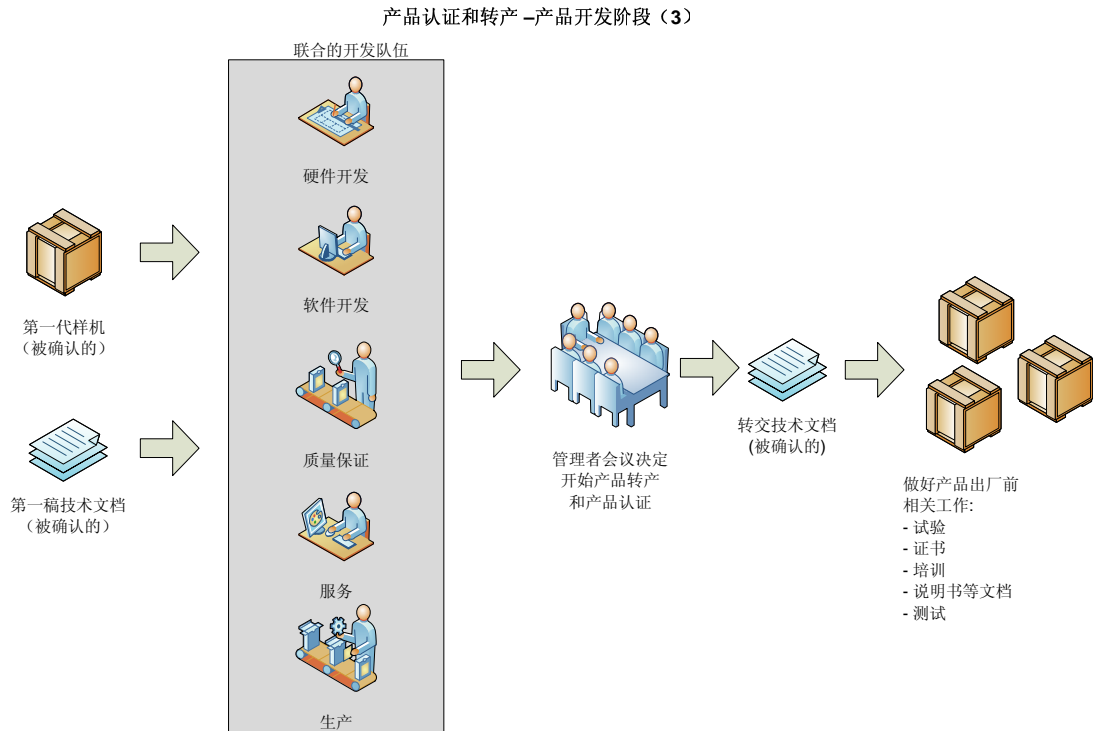 产品认证和转产 –产品开发阶段（3）
联合的开发队伍
硬件开发
软件开发
质量保证
服务
生产
第一代样机
（被确认的）
第一稿技术文档
（被确认的）
管理者会议决定
开始产品转产
和产品认证
转交技术文档
(被确认的)
做好产品出厂前
相关工作:
- 试验
- 证书
- 培训
- 说明书等文档
- 测试